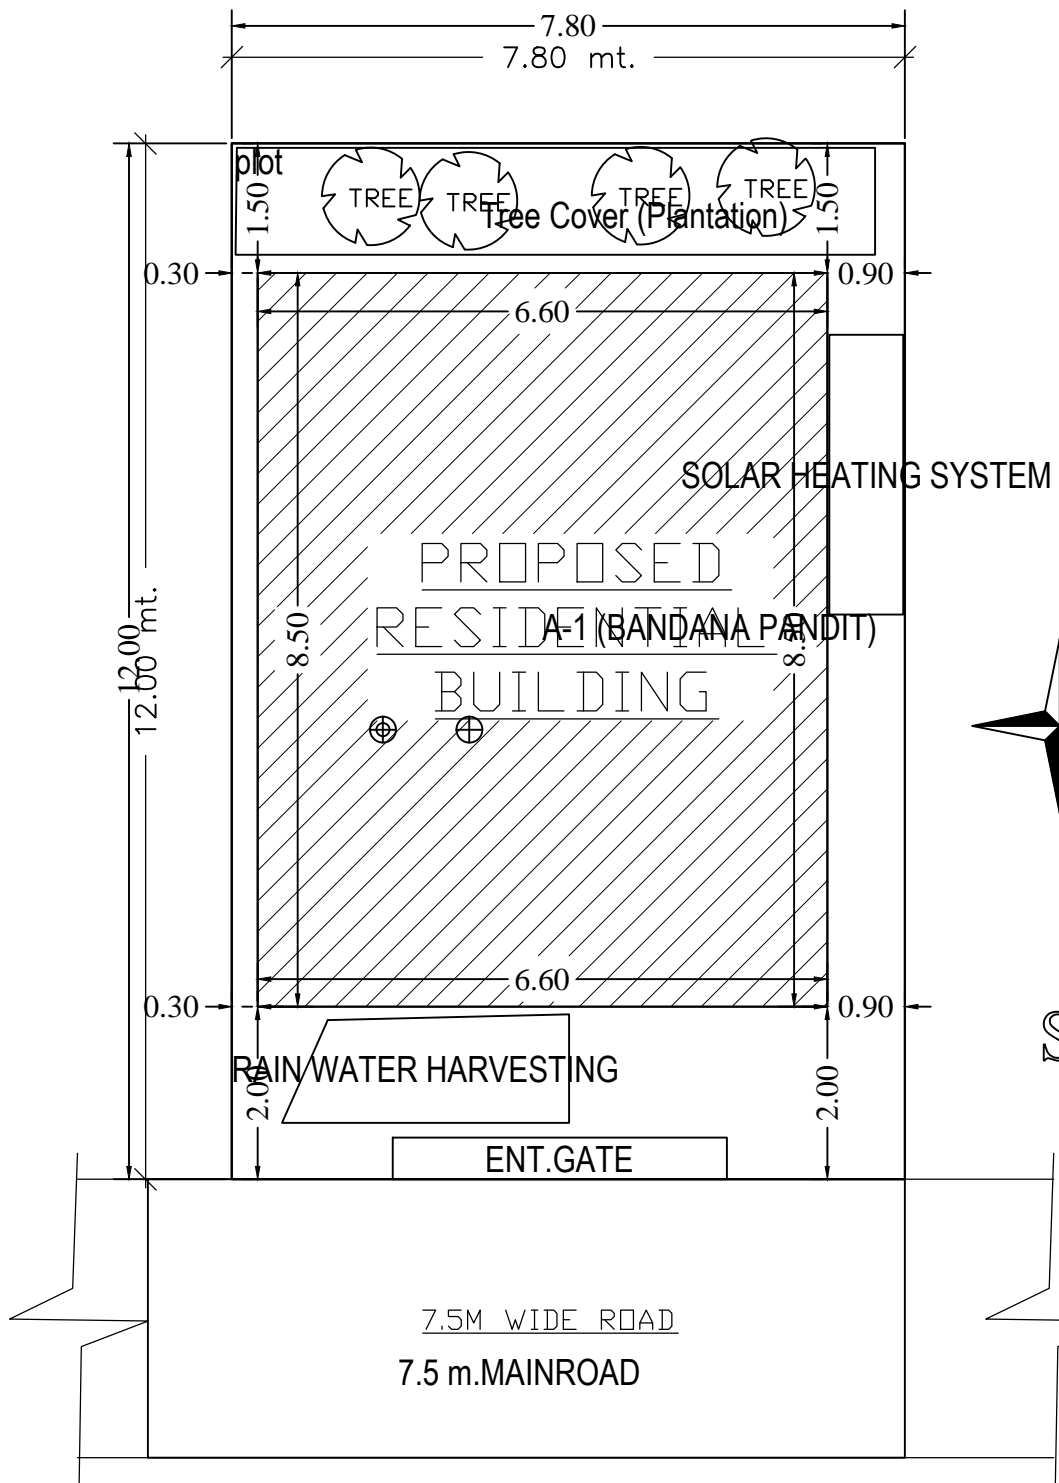 7.80
7.80 mt.
plot
TREE
TREE
TREE
TREE
Tree Cover (Plantation)
1.50
1.50
0.30
0.90
6.60
SOLAR HEATING SYSTEM
PROPOSED
RESIDENTIAL
BUILDING
A-1 (BANDANA PANDIT)
8.50
8.50
12.00
12.00 mt.
6.60
0.30
0.90
RAIN WATER HARVESTING
2.00
2.00
ENT.GATE
7.5M WIDE ROAD
7.5 m.MAINROAD